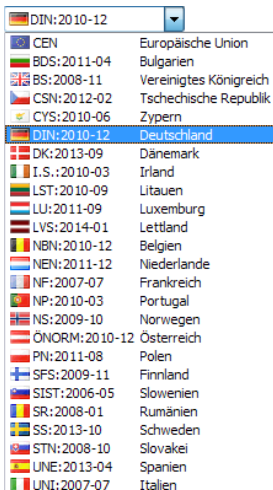 DIN:2010-12
CEN Europäische Union
BDS:2011-04 Bulgarien
BS:2008-11 Vereinigtes Königreich
CSN:2012-02 Tschechische Republik
CYS:2010-06 Zypern
DIN:2010-12 Deutschland
DK:2013-09 Dänemark
I.S.:2010-03 Irland
LST:2010-09 Litauen
LU:2011-09 Luxemburg
LVS:2014-01 Lettland
NBN:2010-12 Belgien
NEN:2011-12 Niederlande
NF:2007-07 Frankreich
NP:2010-03 Portugal
NS:2009-10 Norwegen
ÖNORM:2010-12 Österreich
PN:2011-08 Polen
SFS:2009-11 Finnland
SIST:2006-05 Slowenien
SR:2008-01 Rumänien
SS:2013-10 Schweden
STN:2008-10 Slovakei
UNE:2013-04 Spanien
UNI:2007-07 Italien